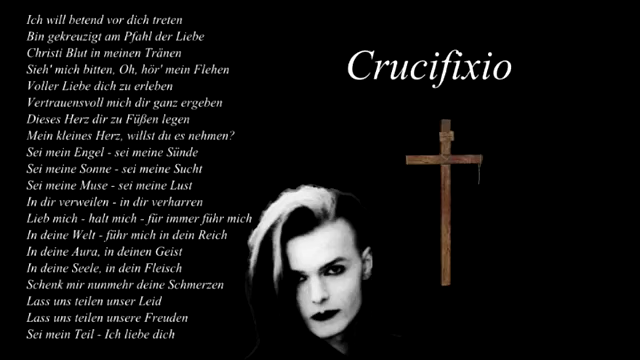 Ich will betend vor dich treten
Bin gekreuzigt am Pfahl der Liebe
Christi Blut in meinen Tränen
Sieh' mich bitten, Oh, hör' mein Flehen
Voller Liebe dich zu erleben
Vertrauensvoll mich dir ganz ergeben
Dieses Herz dir zu Füßen legen
Mein kleines Herz, willst du es nehmen?
Sei mein Engel - sei meine Sünde
Sei meine Sonne - sei meine Sucht
Sei meine Muse - sei meine Lust
In dir verweilen - in dir verharren
Lieb mich - halt mich - für immer führ mich
In deine Welt - führ mich in dein Reich
In deine Aura, in deinen Geist
In deine Seele, in dein Fleisch
Schenk mir nunmehr deine Schmerzen
Lass uns teilen unser Leid
Lass uns teilen unsere Freuden
Sei mein Teil - Ich liebe dich
Crucifixio